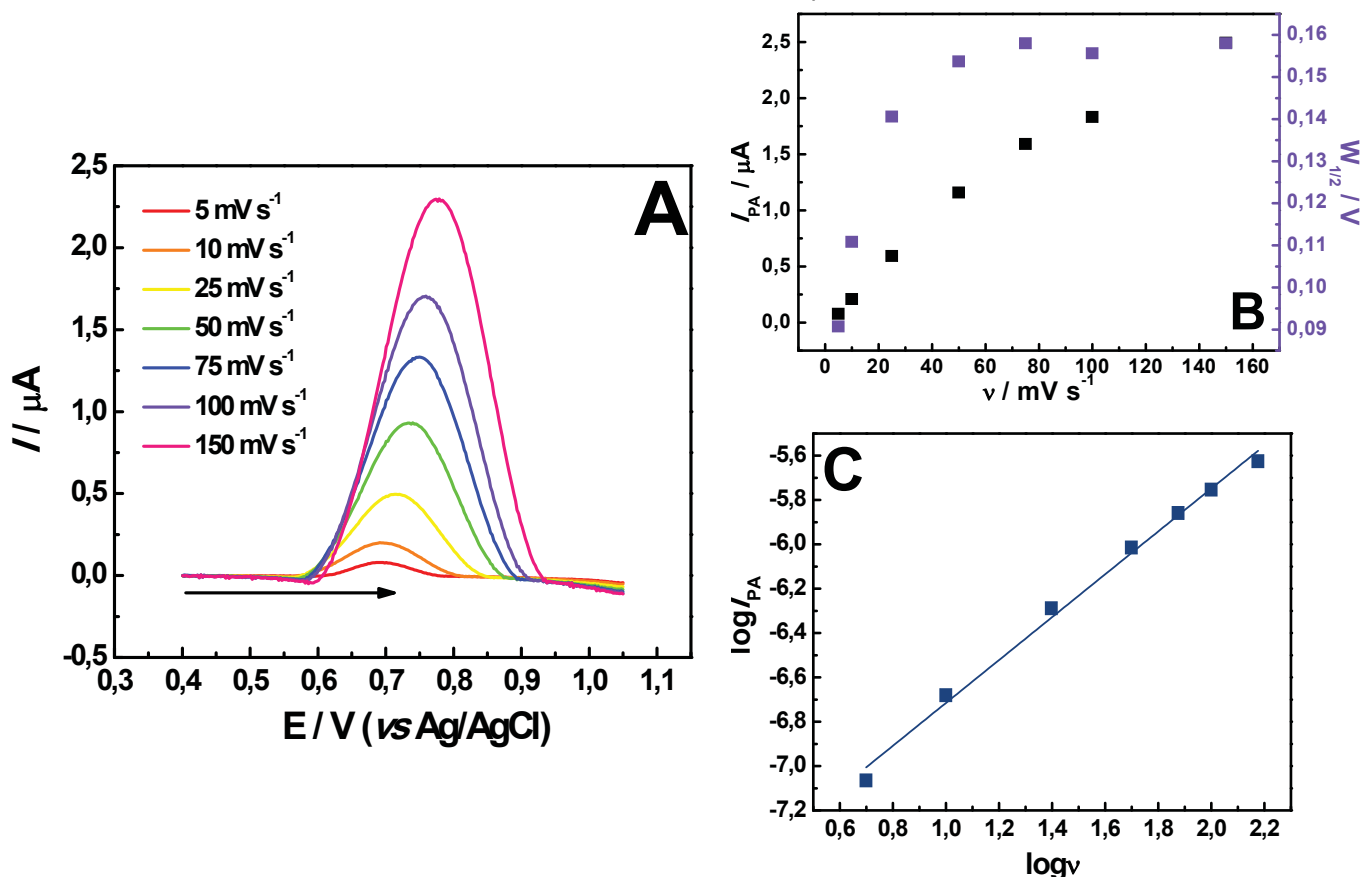 A
2,5
2,0
1,5
1,0
0,5
0,0
-0,5
I / μA
5 mV s⁻¹
10 mV s⁻¹
25 mV s⁻¹
50 mV s⁻¹
75 mV s⁻¹
100 mV s⁻¹
150 mV s⁻¹
0,3 0,4 0,5 0,6 0,7 0,8 0,9 1,0 1,1
E / V (vs Ag/AgCl)
B
2,5
2,0
1,5
1,0
0,5
0,0
I_PA / μA
0,16
0,15
0,14
0,13
0,12
0,11
0,10
0,09
W_1/2 / V
0 20 40 60 80 100 120 140 160
ν / mV s⁻¹
C
-5,6
-5,8
-6,0
-6,2
-6,4
-6,6
-6,8
-7,0
-7,2
logI_PA
0,6 0,8 1,0 1,2 1,4 1,6 1,8 2,0 2,2
logν